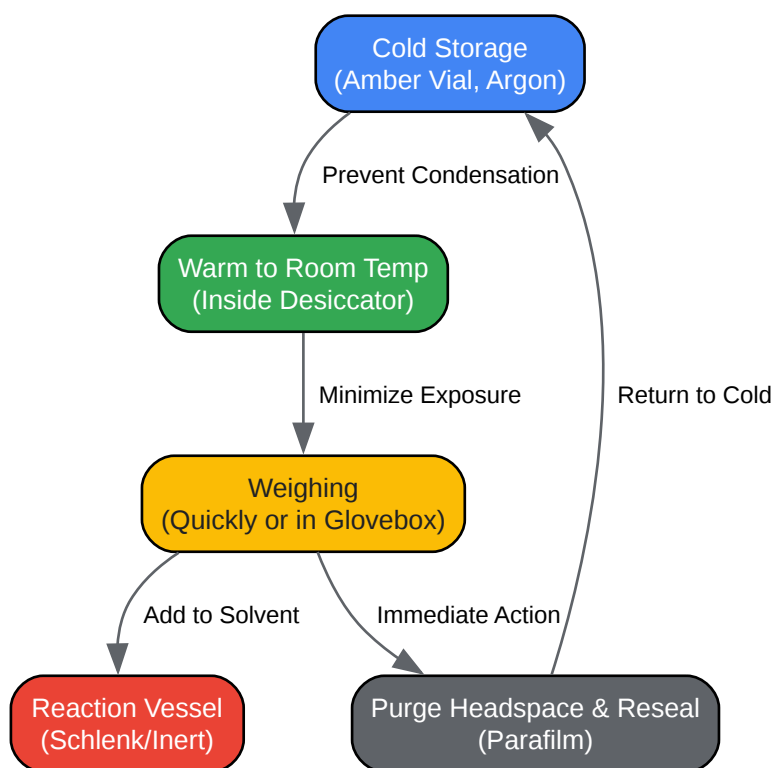 Cold Storage
(Amber Vial, Argon)
Prevent Condensation
Warm to Room Temp
(Inside Desiccator)
Minimize Exposure
Return to Cold
Weighing
(Quickly or in Glovebox)
Add to Solvent
Immediate Action
Reaction Vessel
(Schlenk/Inert)
Purge Headspace & Reseal
(Parafilm)